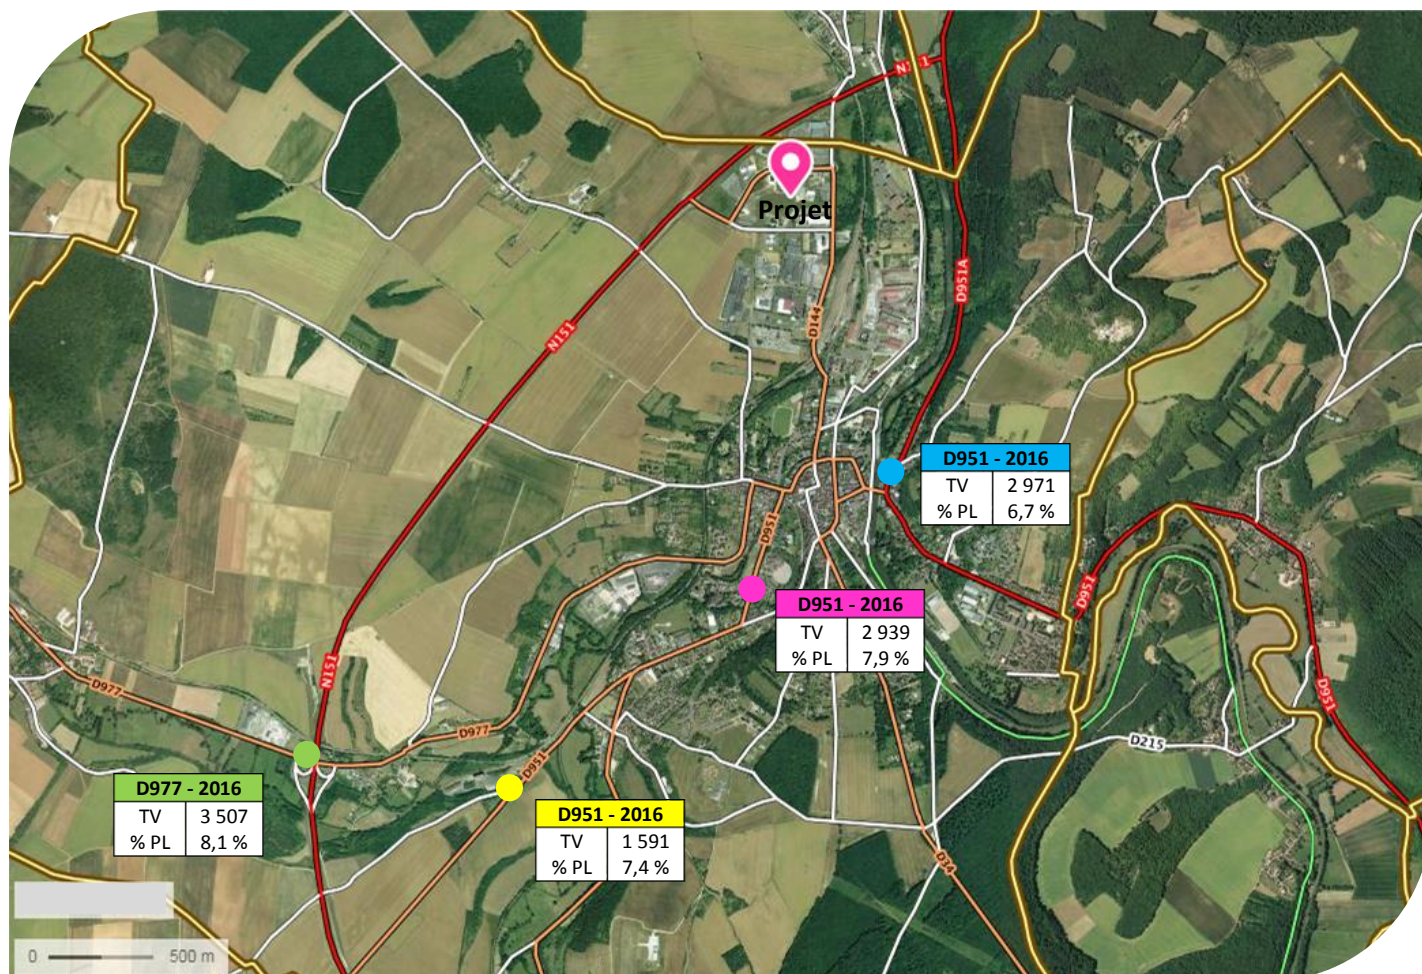 N151
Projet
D951A
N151
D144
D951 - 2016
TV 2 971
% PL 6,7 %
D951
D951
D951 - 2016
TV 2 939
% PL 7,9 %
N151
D977
D951
D977
D215
D951
D977 - 2016
TV 3 507
% PL 8,1 %
D951 - 2016
TV 1 591
% PL 7,4 %
D34
0 500 m